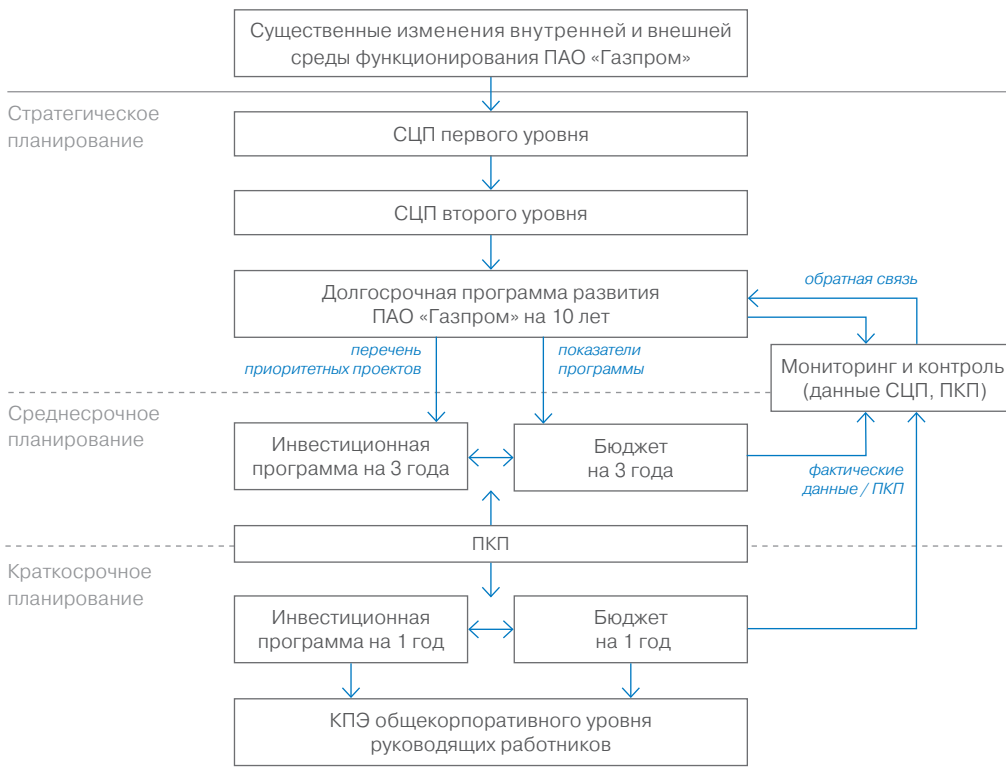 Существенные изменения внутренней и внешней
среды функционирования ПАО «Газпром»
Стратегическое
планирование
СЦП первого уровня
СЦП второго уровня
Долгосрочная программа развития
ПАО «Газпром» на 10 лет
обратная связь
перечень
приоритетных проектов
показатели
программы
Мониторинг и контроль
(данные СЦП, ПКП)
Среднесрочное
планирование
Инвестиционная
программа на 3 года
Бюджет
на 3 года
фактические
данные / ПКП
ПКП
Краткосрочное
планирование
Инвестиционная
программа на 1 год
Бюджет
на 1 год
КПЭ общекорпоративного уровня
руководящих работников